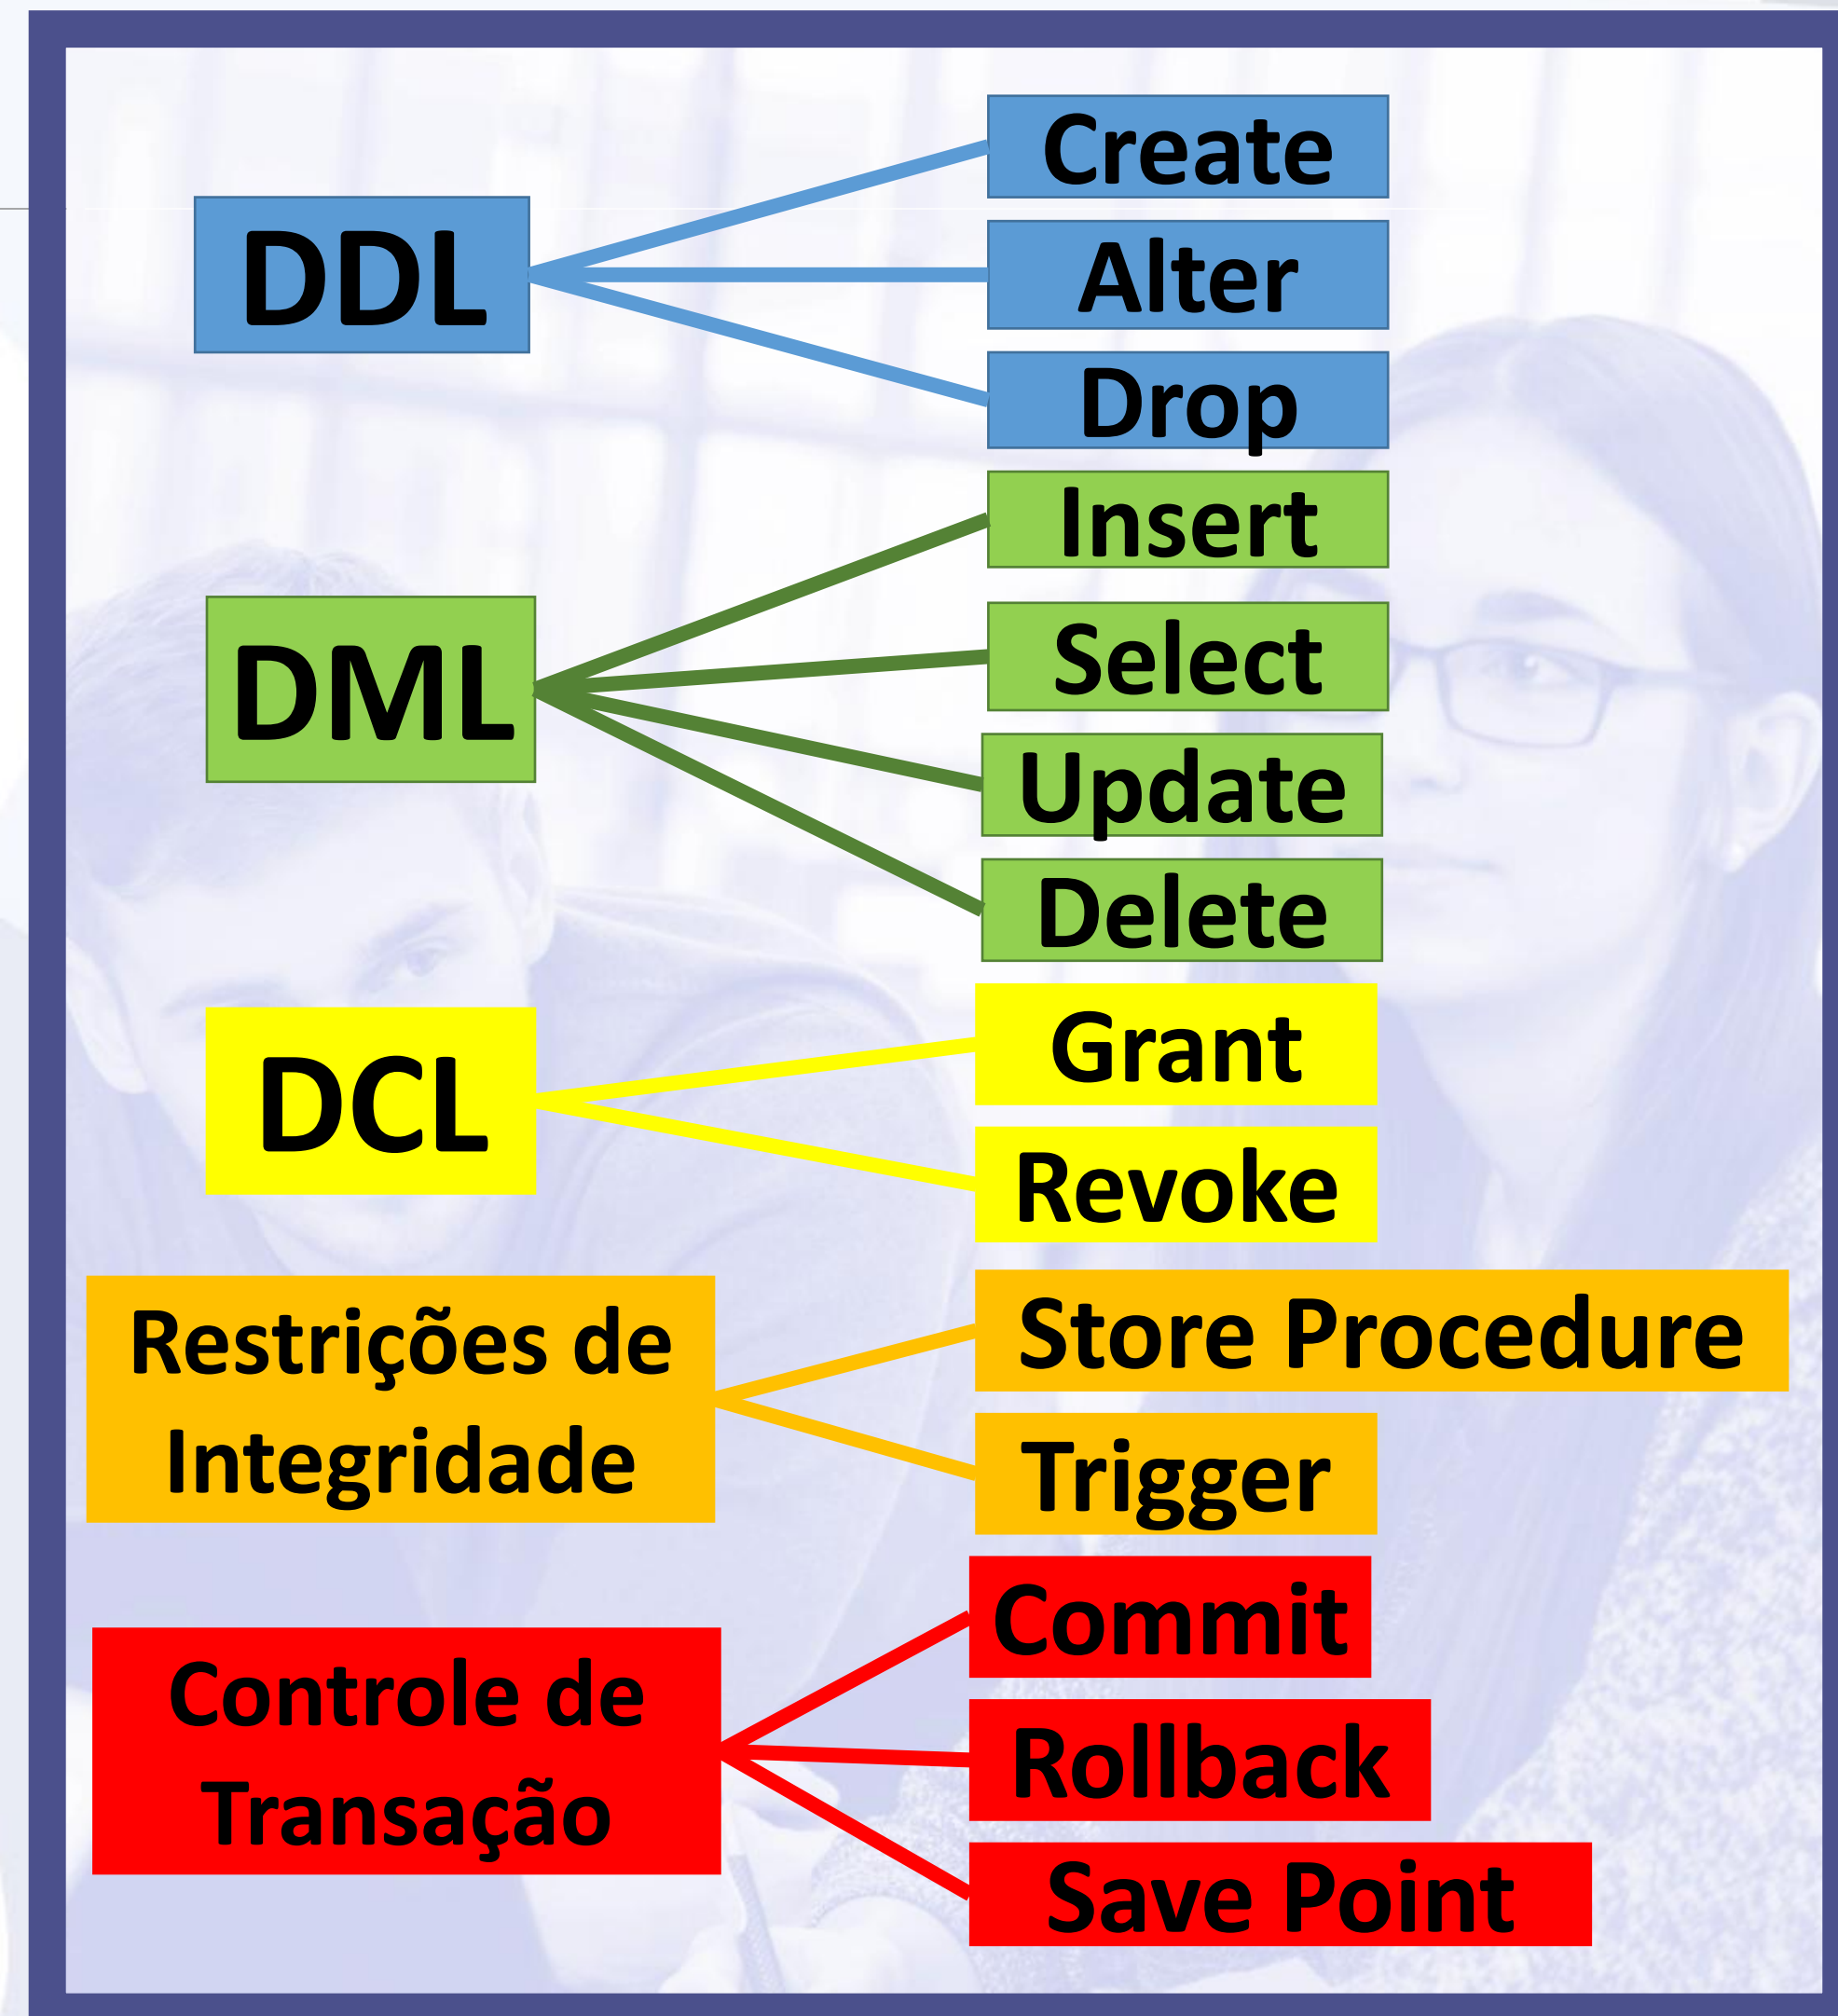 DDL
Create
Alter
Drop
DML
Insert
Select
Update
Delete
DCL
Grant
Revoke
Restrições de
Integridade
Store Procedure
Trigger
Controle de
Transação
Commit
Rollback
Save Point